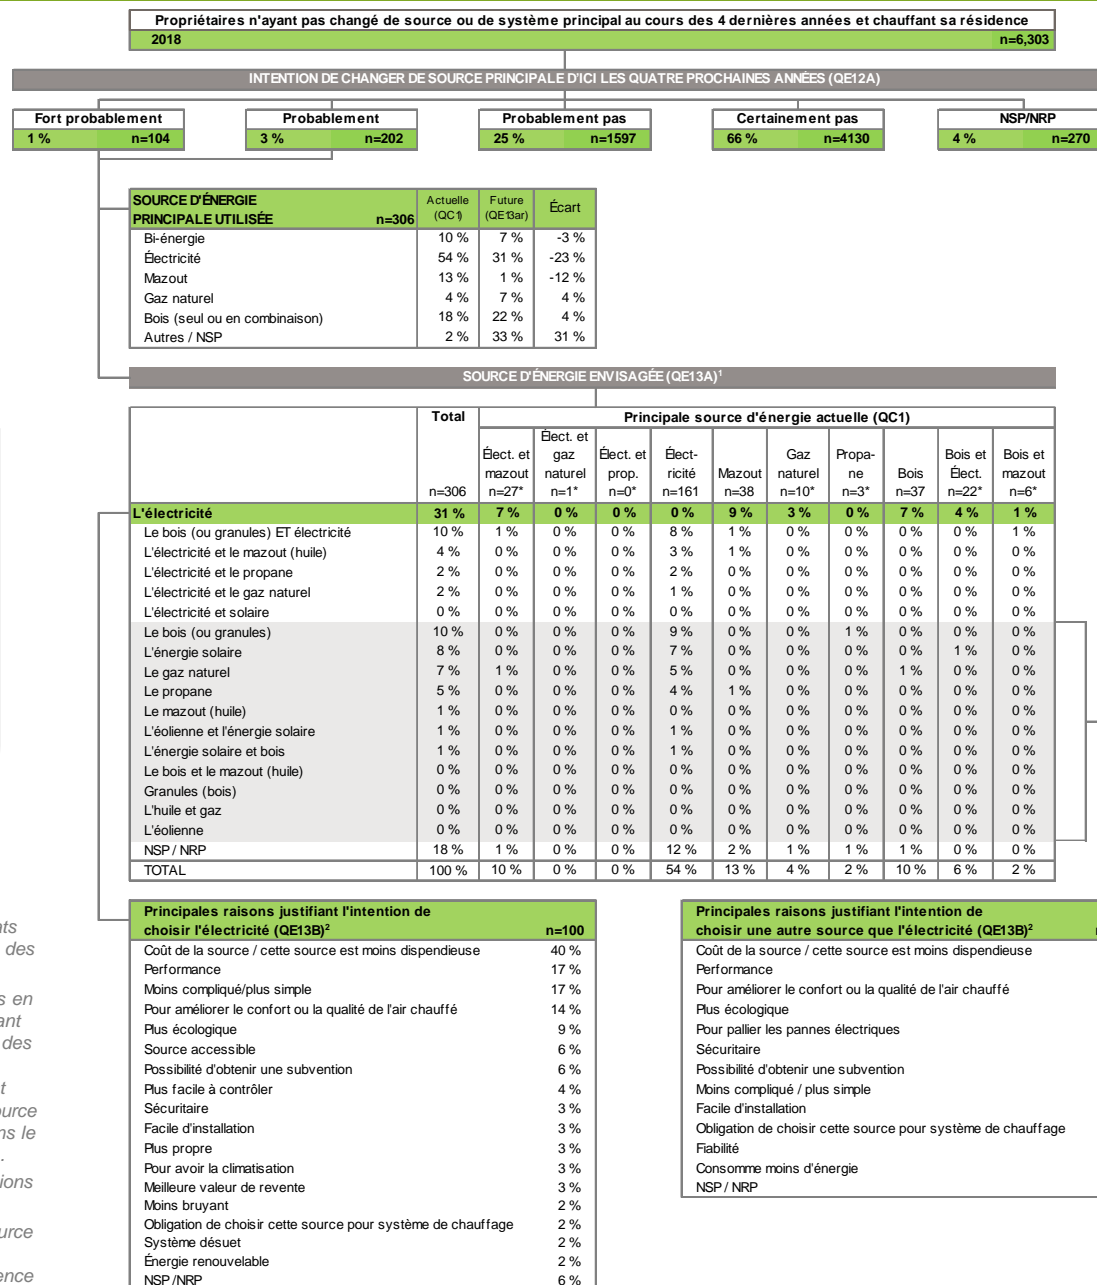 Propriétaires n'ayant pas changé de source ou de système principal au cours des 4 dernières années et chauffant sa résidence
2018 n=6,303
INTENTION DE CHANGER DE SOURCE PRINCIPALE D'ICI LES QUATRE PROCHAINES ANNÉES (QE12A)
Fort probablement Probablement Probablement pas Certainement pas NSP/NRP
1 % n=104 3 % n=202 25 % n=1597 66 % n=4130 4 % n=270
SOURCE D'ÉNERGIE PRINCIPALE UTILISÉE n=306 Actuelle (QC1) Future (QE13ar) Écart
Bi-énergie 10 % 7 % -3 %
Électricité 54 % 31 % -23 %
Mazout 13 % 1 % -12 %
Gaz naturel 4 % 7 % 4 %
Bois (seul ou en combinaison) 18 % 22 % 4 %
Autres / NSP 2 % 33 % 31 %
SOURCE D'ÉNERGIE ENVISAGÉE (QE13A)¹
Total Principale source d'énergie actuelle (QC1)
Élect. et mazout Élect. et gaz naturel Élect. et prop. Élect-ricité Mazout Gaz naturel Propa-ne Bois Bois et Élect. Bois et mazout
n=306 n=27* n=1* n=0* n=161 n=38 n=10* n=3* n=37 n=22* n=6*
L'électricité 31 % 7 % 0 % 0 % 0 % 9 % 3 % 0 % 7 % 4 % 1 %
Le bois (ou granules) ET électricité 10 % 1 % 0 % 0 % 8 % 1 % 0 % 0 % 0 % 0 % 1 %
L'électricité et le mazout (huile) 4 % 0 % 0 % 0 % 3 % 1 % 0 % 0 % 0 % 0 % 0 %
L'électricité et le propane 2 % 0 % 0 % 0 % 2 % 0 % 0 % 0 % 0 % 0 % 0 %
L'électricité et le gaz naturel 2 % 0 % 0 % 0 % 1 % 0 % 0 % 0 % 0 % 0 % 0 %
L'électricité et solaire 0 % 0 % 0 % 0 % 0 % 0 % 0 % 0 % 0 % 0 % 0 %
Le bois (ou granules) 10 % 0 % 0 % 0 % 9 % 0 % 0 % 1 % 0 % 0 % 0 %
L'énergie solaire 8 % 0 % 0 % 0 % 7 % 0 % 0 % 0 % 0 % 1 % 0 %
Le gaz naturel 7 % 1 % 0 % 0 % 5 % 0 % 0 % 0 % 1 % 0 % 0 %
Le propane 5 % 0 % 0 % 0 % 4 % 1 % 0 % 0 % 0 % 0 % 0 %
Le mazout (huile) 1 % 0 % 0 % 0 % 0 % 0 % 0 % 0 % 0 % 0 % 0 %
L'éolienne et l'énergie solaire 1 % 0 % 0 % 0 % 1 % 0 % 0 % 0 % 0 % 0 % 0 %
L'énergie solaire et bois 1 % 0 % 0 % 0 % 1 % 0 % 0 % 0 % 0 % 0 % 0 %
Le bois et le mazout (huile) 0 % 0 % 0 % 0 % 0 % 0 % 0 % 0 % 0 % 0 % 0 %
Granules (bois) 0 % 0 % 0 % 0 % 0 % 0 % 0 % 0 % 0 % 0 % 0 %
L'huile et gaz 0 % 0 % 0 % 0 % 0 % 0 % 0 % 0 % 0 % 0 % 0 %
L'éolienne 0 % 0 % 0 % 0 % 0 % 0 % 0 % 0 % 0 % 0 % 0 %
NSP / NRP 18 % 1 % 0 % 0 % 12 % 2 % 1 % 1 % 1 % 0 % 0 %
TOTAL 100 % 10 % 0 % 0 % 54 % 13 % 4 % 2 % 10 % 6 % 2 %
Principales raisons justifiant l'intention de
choisir l'électricité (QE13B)² n=100
Coût de la source / cette source est moins dispendieuse 40 %
Performance 17 %
Moins compliqué/plus simple 17 %
Pour améliorer le confort ou la qualité de l'air chauffé 14 %
Plus écologique 9 %
Source accessible 6 %
Possibilité d'obtenir une subvention 6 %
Plus facile à contrôler 4 %
Sécuritaire 3 %
Facile d'installation 3 %
Plus propre 3 %
Pour avoir la climatisation 3 %
Meilleure valeur de revente 3 %
Moins bruyant 2 %
Obligation de choisir cette source pour système de chauffage 2 %
Système désuet 2 %
Énergie renouvelable 2 %
NSP/NRP 6 %
Principales raisons justifiant l'intention de
choisir une autre source que l'électricité (QE13B)²
Coût de la source / cette source est moins dispendieuse
Performance
Pour améliorer le confort ou la qualité de l'air chauffé
Plus écologique
Pour pallier les pannes électriques
Sécuritaire
Possibilité d'obtenir une subvention
Moins compliqué / plus simple
Facile d'installation
Obligation de choisir cette source pour système de chauffage
Fiabilité
Consomme moins d'énergie
NSP / NRP
des
en
des
le